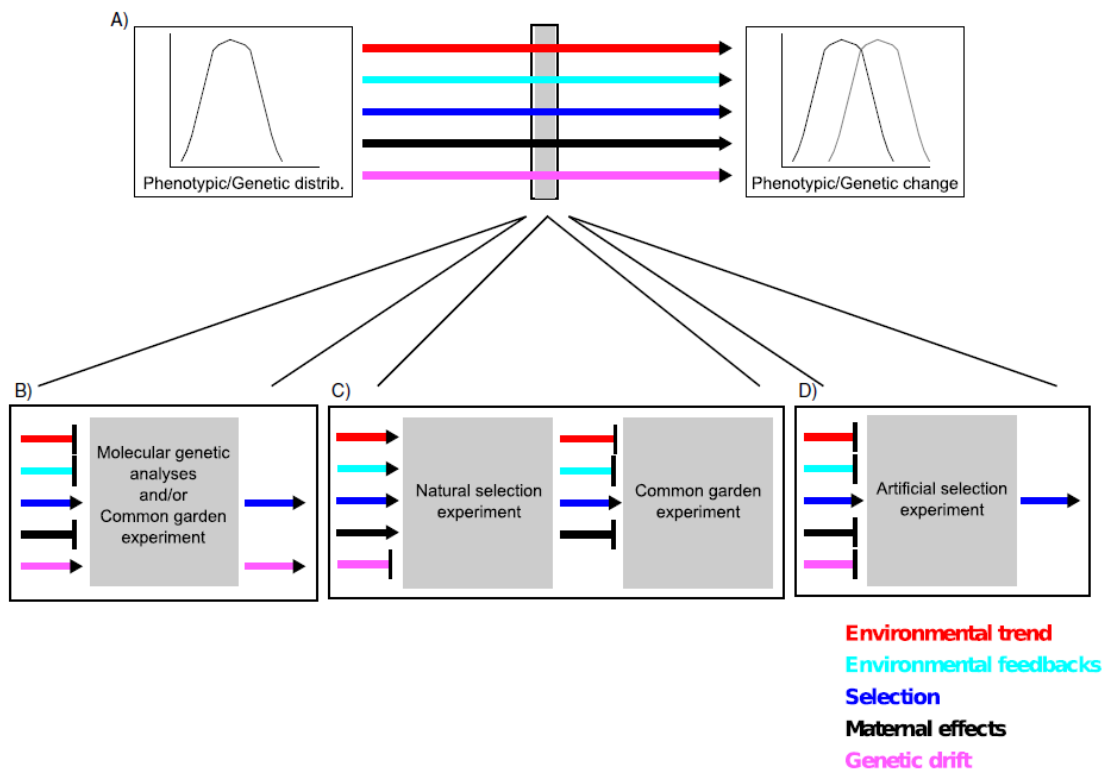 A)
Phenotypic/Genetic distrib.
Phenotypic/Genetic change
B)
Molecular genetic
analyses
and/or
Common garden
experiment
C)
Natural selection
experiment
Common garden
experiment
D)
Artificial selection
experiment
Environmental trend
Environmental feedbacks
Selection
Maternal effects
Genetic drift